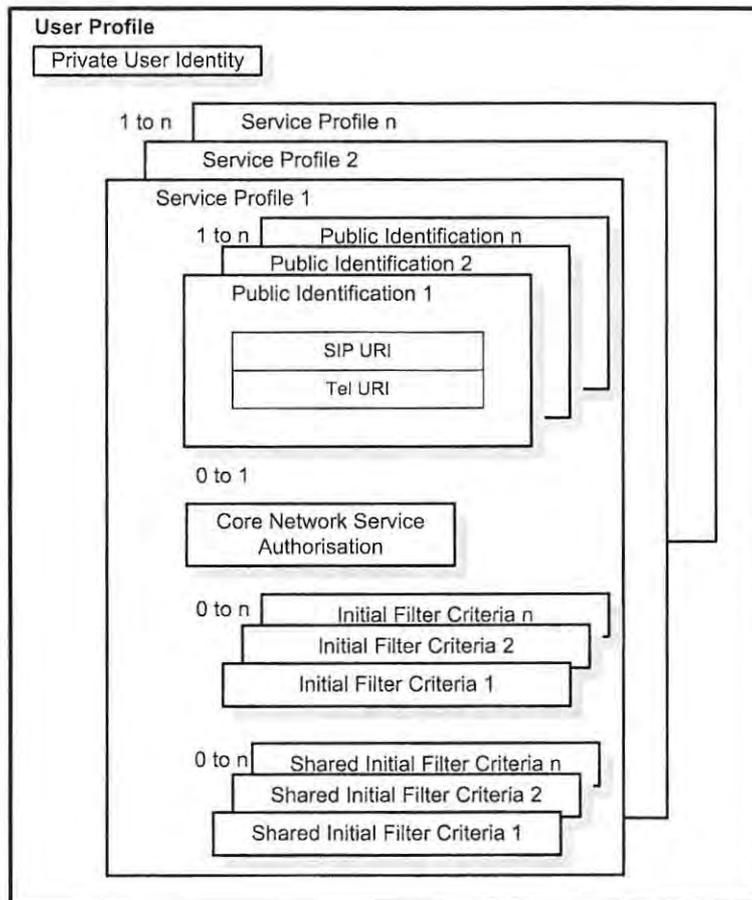 User Profile
Private User Identity
1 to n
Service Profile n
Service Profile 2
Service Profile 1
1 to n
Public Identification n
Public Identification 2
Public Identification 1
SIP URI
Tel URI
0 to 1
Core Network Service
Authorisation
0 to n
Initial Filter Criteria n
Initial Filter Criteria 2
Initial Filter Criteria 1
0 to n
Shared Initial Filter Criteria n
Shared Initial Filter Criteria 2
Shared Initial Filter Criteria 1